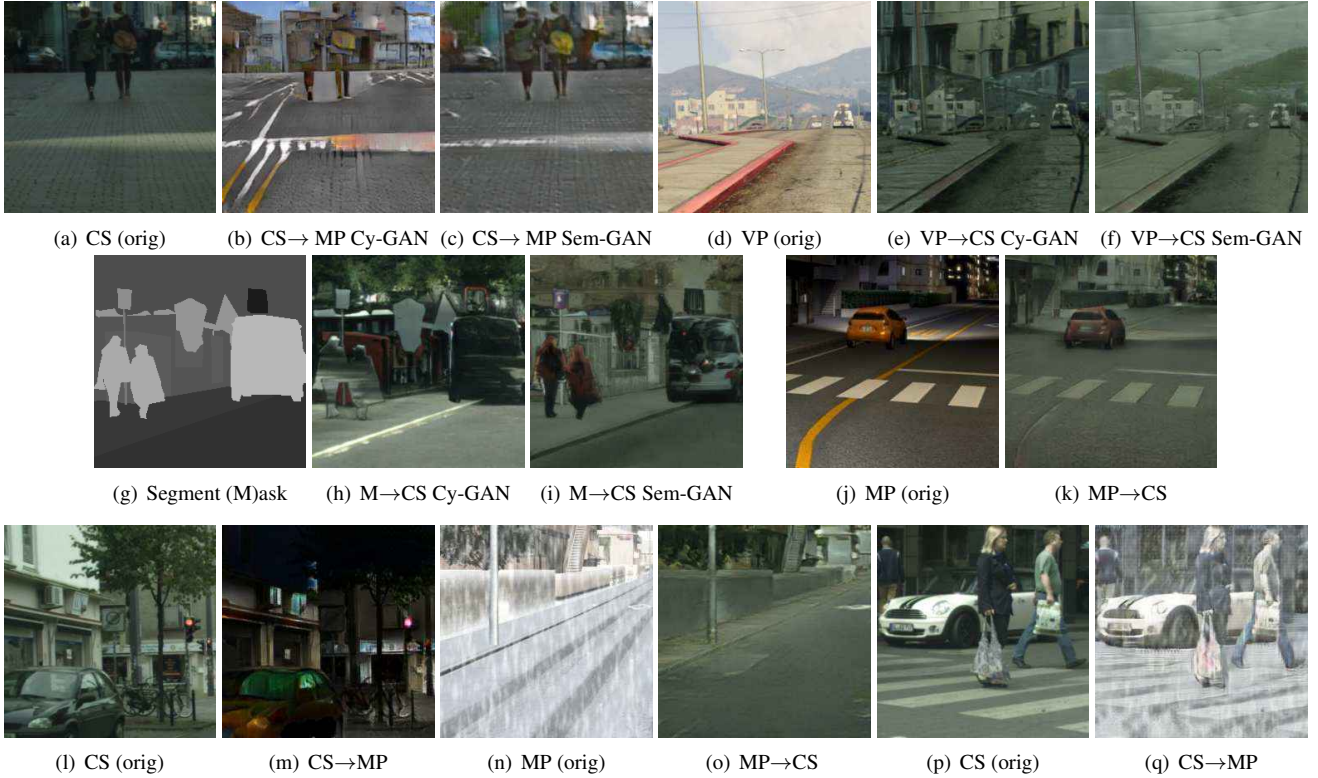 (a) CS (orig)
(b) CS→ MP Cy-GAN
(c) CS→ MP Sem-GAN
(d) VP (orig)
(e) VP→CS Cy-GAN
(f) VP→CS Sem-GAN
(g) Segment (M)ask
(h) M→CS Cy-GAN
(i) M→CS Sem-GAN
(j) MP (orig)
(k) MP→CS
(l) CS (orig)
(m) CS→MP
(n) MP (orig)
(o) MP→CS
(p) CS (orig)
(q) CS→MP